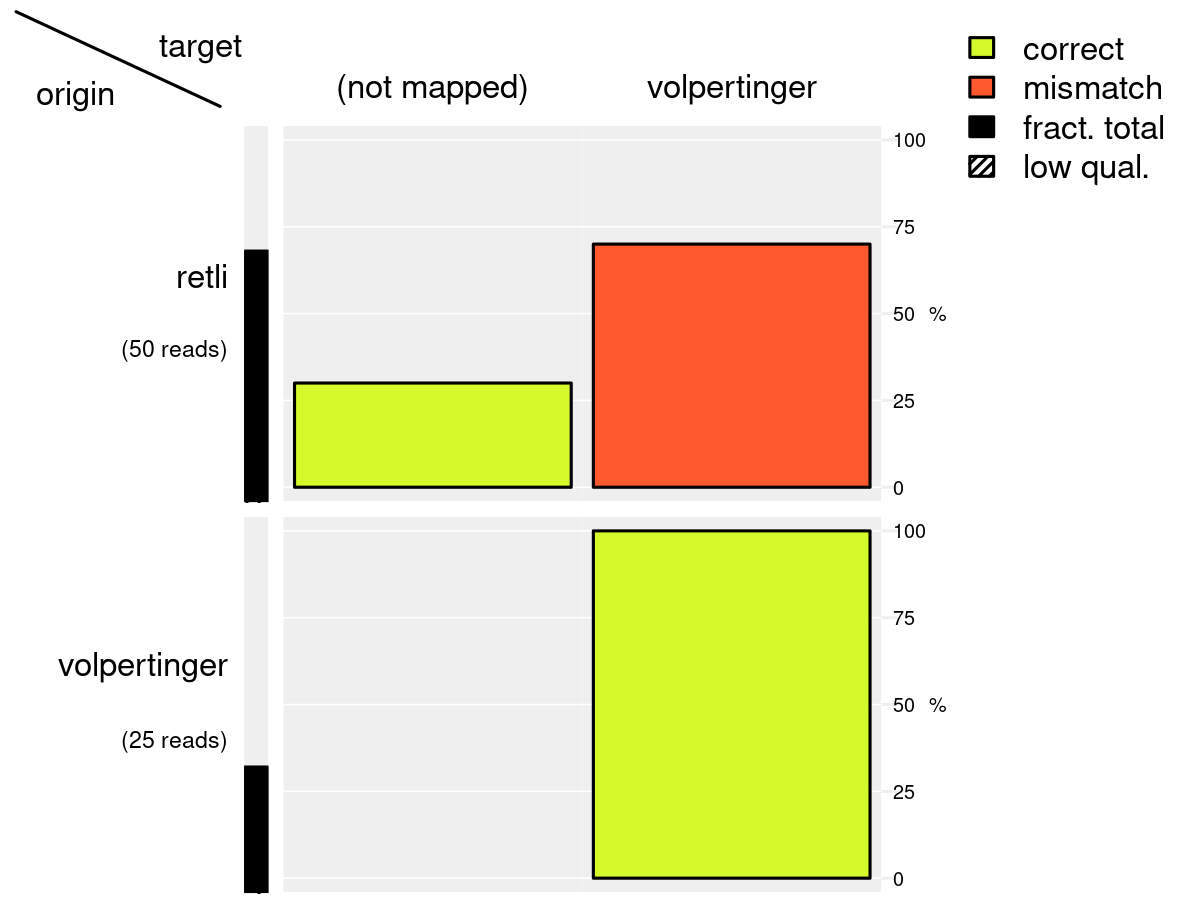 target
origin
(not mapped) volpertinger
correct
mismatch
fract. total
low qual.
retli
(50 reads)
100
75
50 %
25
0
volpertinger
(25 reads)
100
75
50 %
25
0